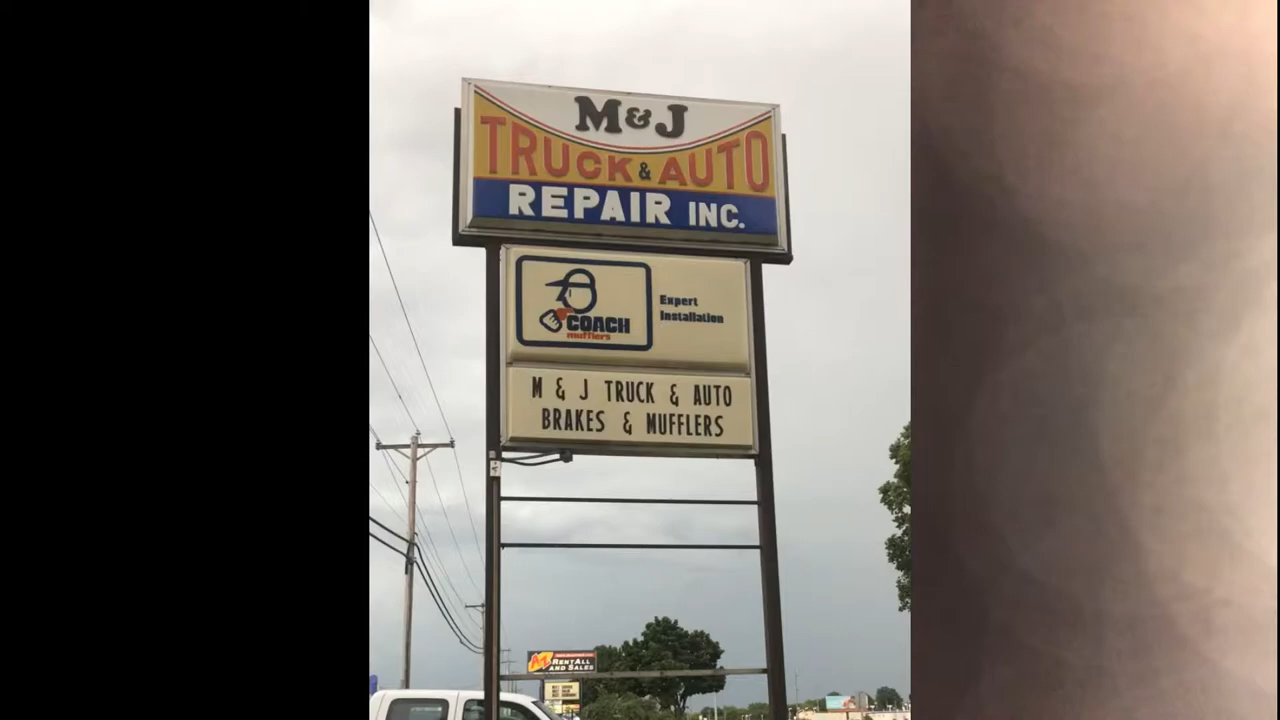 M & J
TRUCK & AUTO
REPAIR INC.
COACH
mufflers
Expert
Installation
M & J TRUCK & AUTO
BRAKES & MUFFLERS
A-Z
RENTALL
AND SALES